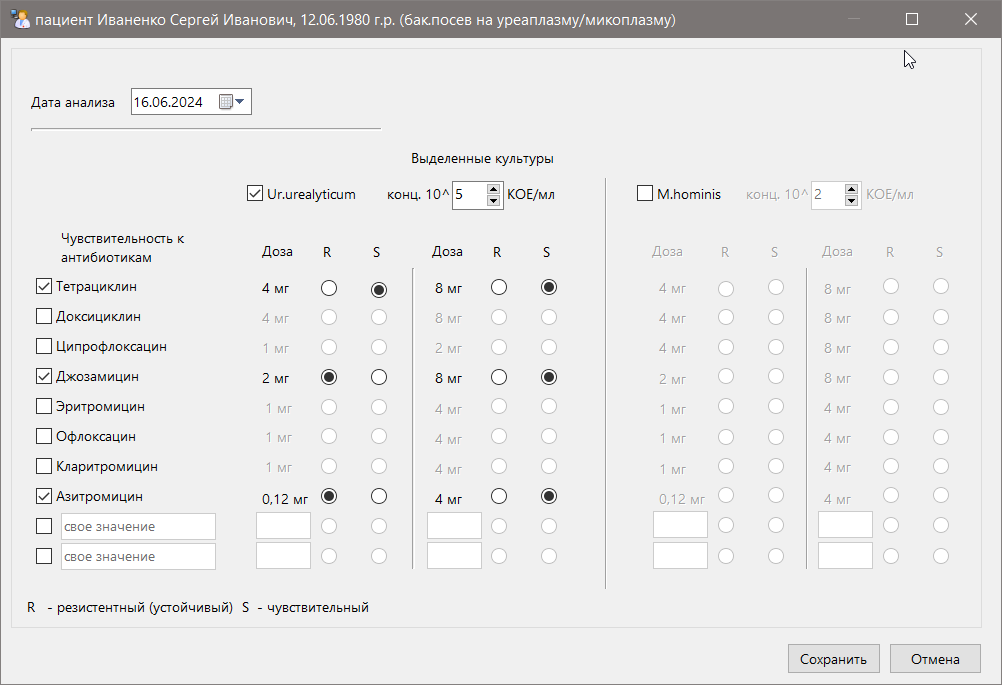 пациент Иваненко Сергей Иванович, 12.06.1980 г.р. (бак.посев на уреаплазму/микоплазму)
Дата анализа 16.06.2024
Выделенные культуры
Ur.urealyticum конц. 10^ 5 КОЕ/мл M.hominis конц. 10^ 2 КОЕ/мл
Чувствительность к
антибиотикам
Доза R S Доза R S Доза R S Доза R S
Тетрациклин 4 мг 8 мг 4 мг 8 мг
Доксициклин 4 мг 8 мг 4 мг 8 мг
Ципрофлоксацин 1 мг 2 мг 4 мг 8 мг
Джозамицин 2 мг 8 мг 2 мг 8 мг
Эритромицин 1 мг 4 мг 1 мг 4 мг
Офлоксацин 1 мг 4 мг 1 мг 4 мг
Кларитромицин 1 мг 4 мг 1 мг 4 мг
Азитромицин 0,12 мг 4 мг 0,12 мг 4 мг
свое значение
свое значение
R - резистентный (устойчивый) S - чувствительный
Сохранить Отмена